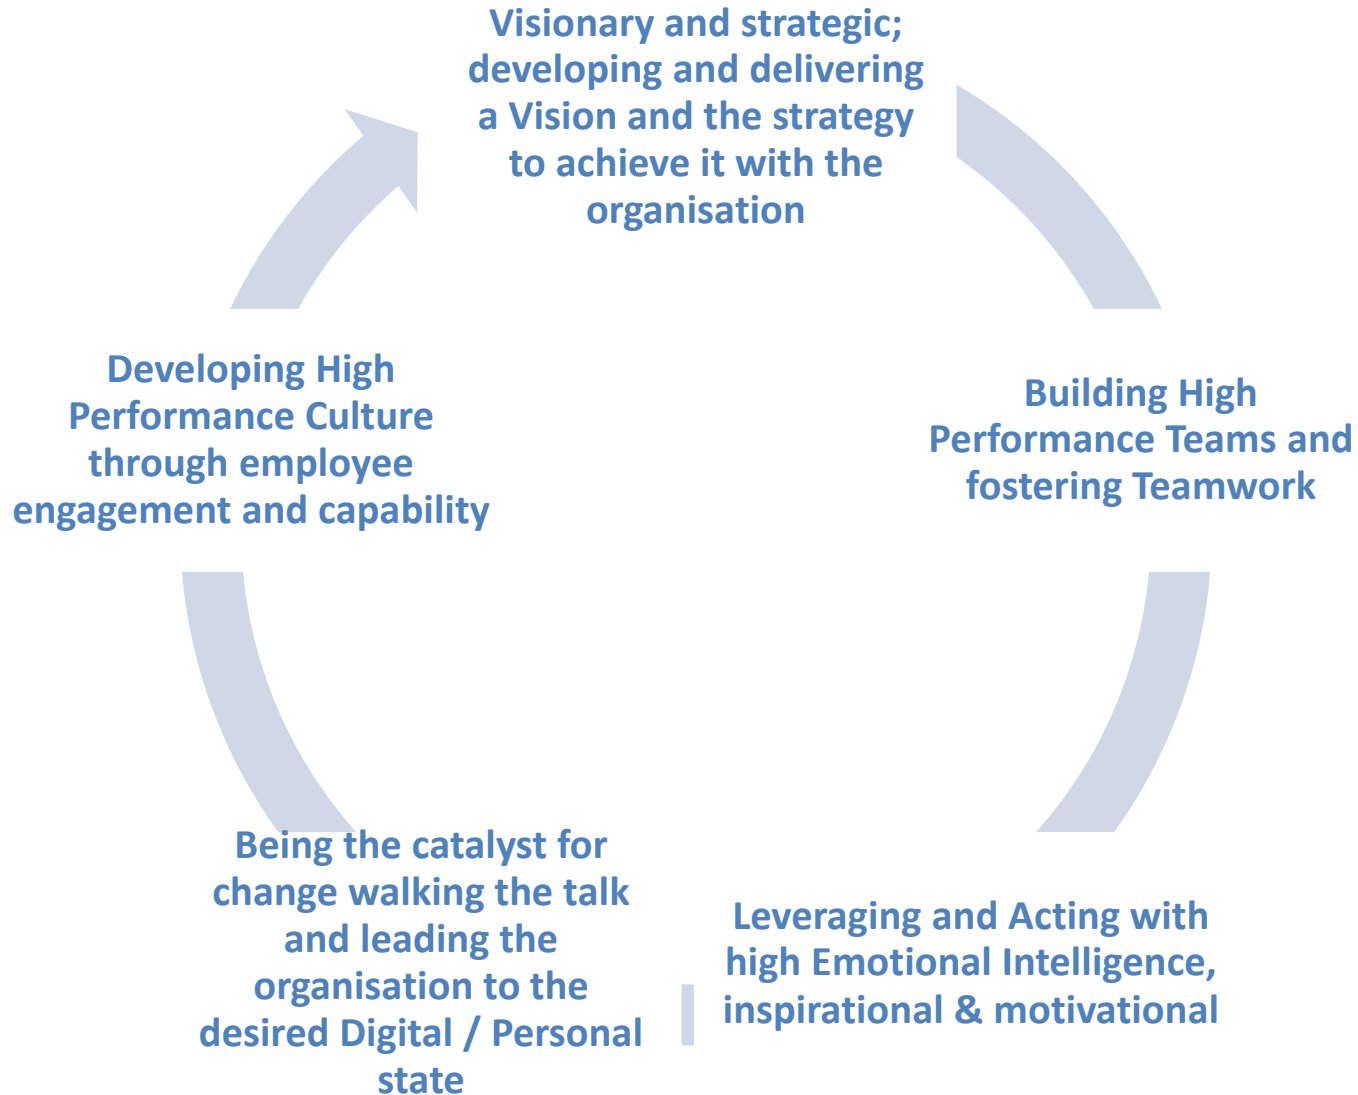 Visionary and strategic;
developing and delivering
a Vision and the strategy
to achieve it with the
organisation
Building High
Performance Teams and
fostering Teamwork
Leveraging and Acting with
high Emotional Intelligence,
inspirational & motivational
Being the catalyst for
change walking the talk
and leading the
organisation to the
desired Digital / Personal
state
Developing High
Performance Culture
through employee
engagement and capability